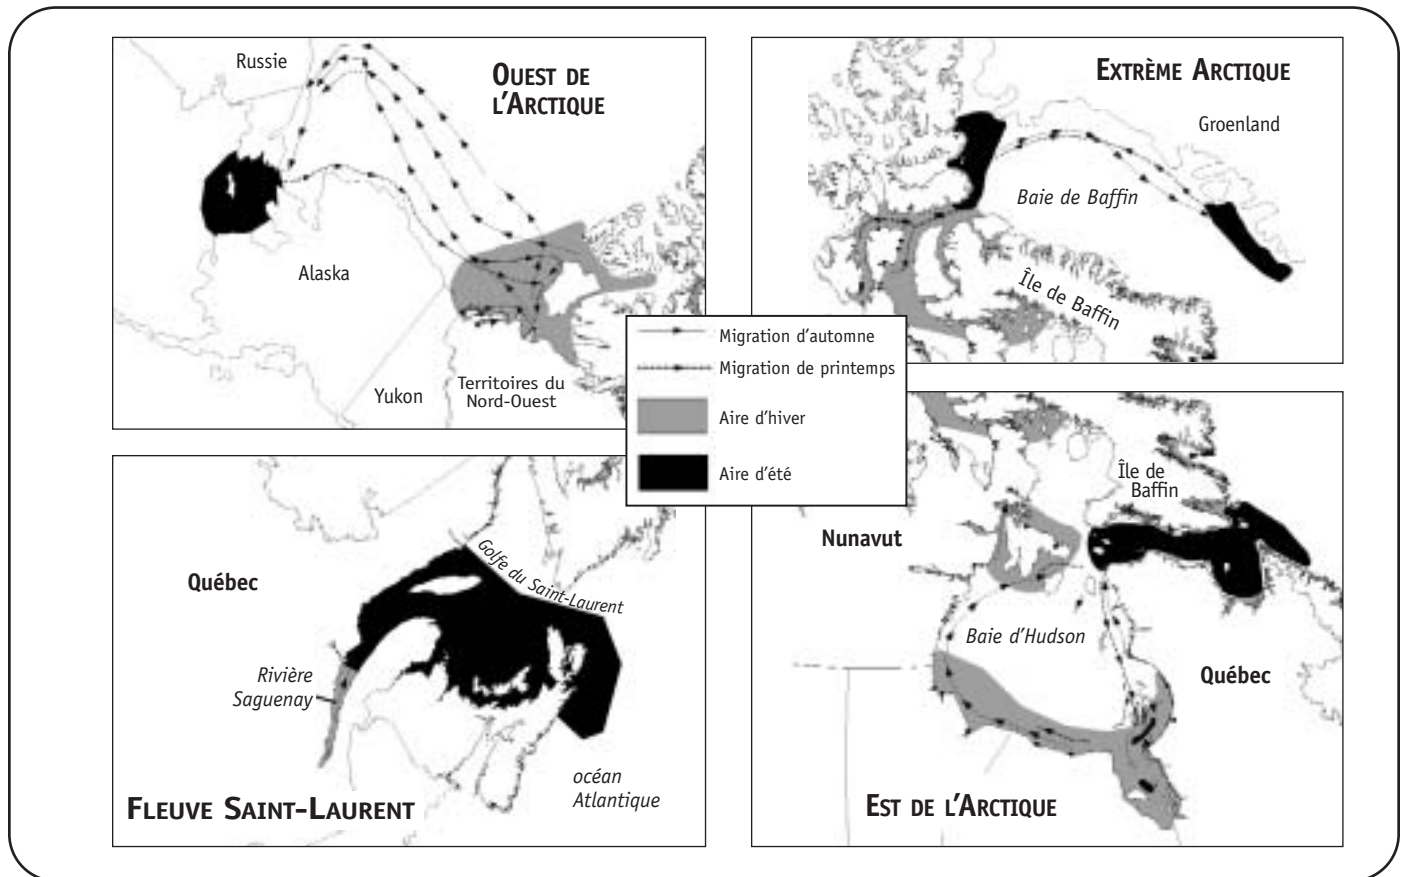 Russie
OUEST DE
L'ARCTIQUE
Alaska
Yukon
Territoires du
Nord-Ouest
EXTRÈME ARCTIQUE
Groenland
Baie de Baffin
Île de Baffin
Migration d'automne
Migration de printemps
Aire d'hiver
Aire d'été
Québec
Golfe du Saint-Laurent
Rivière
Saguenay
océan
Atlantique
FLEUVE SAINT-LAURENT
Île de
Baffin
Nunavut
Baie d'Hudson
Québec
EST DE L'ARCTIQUE